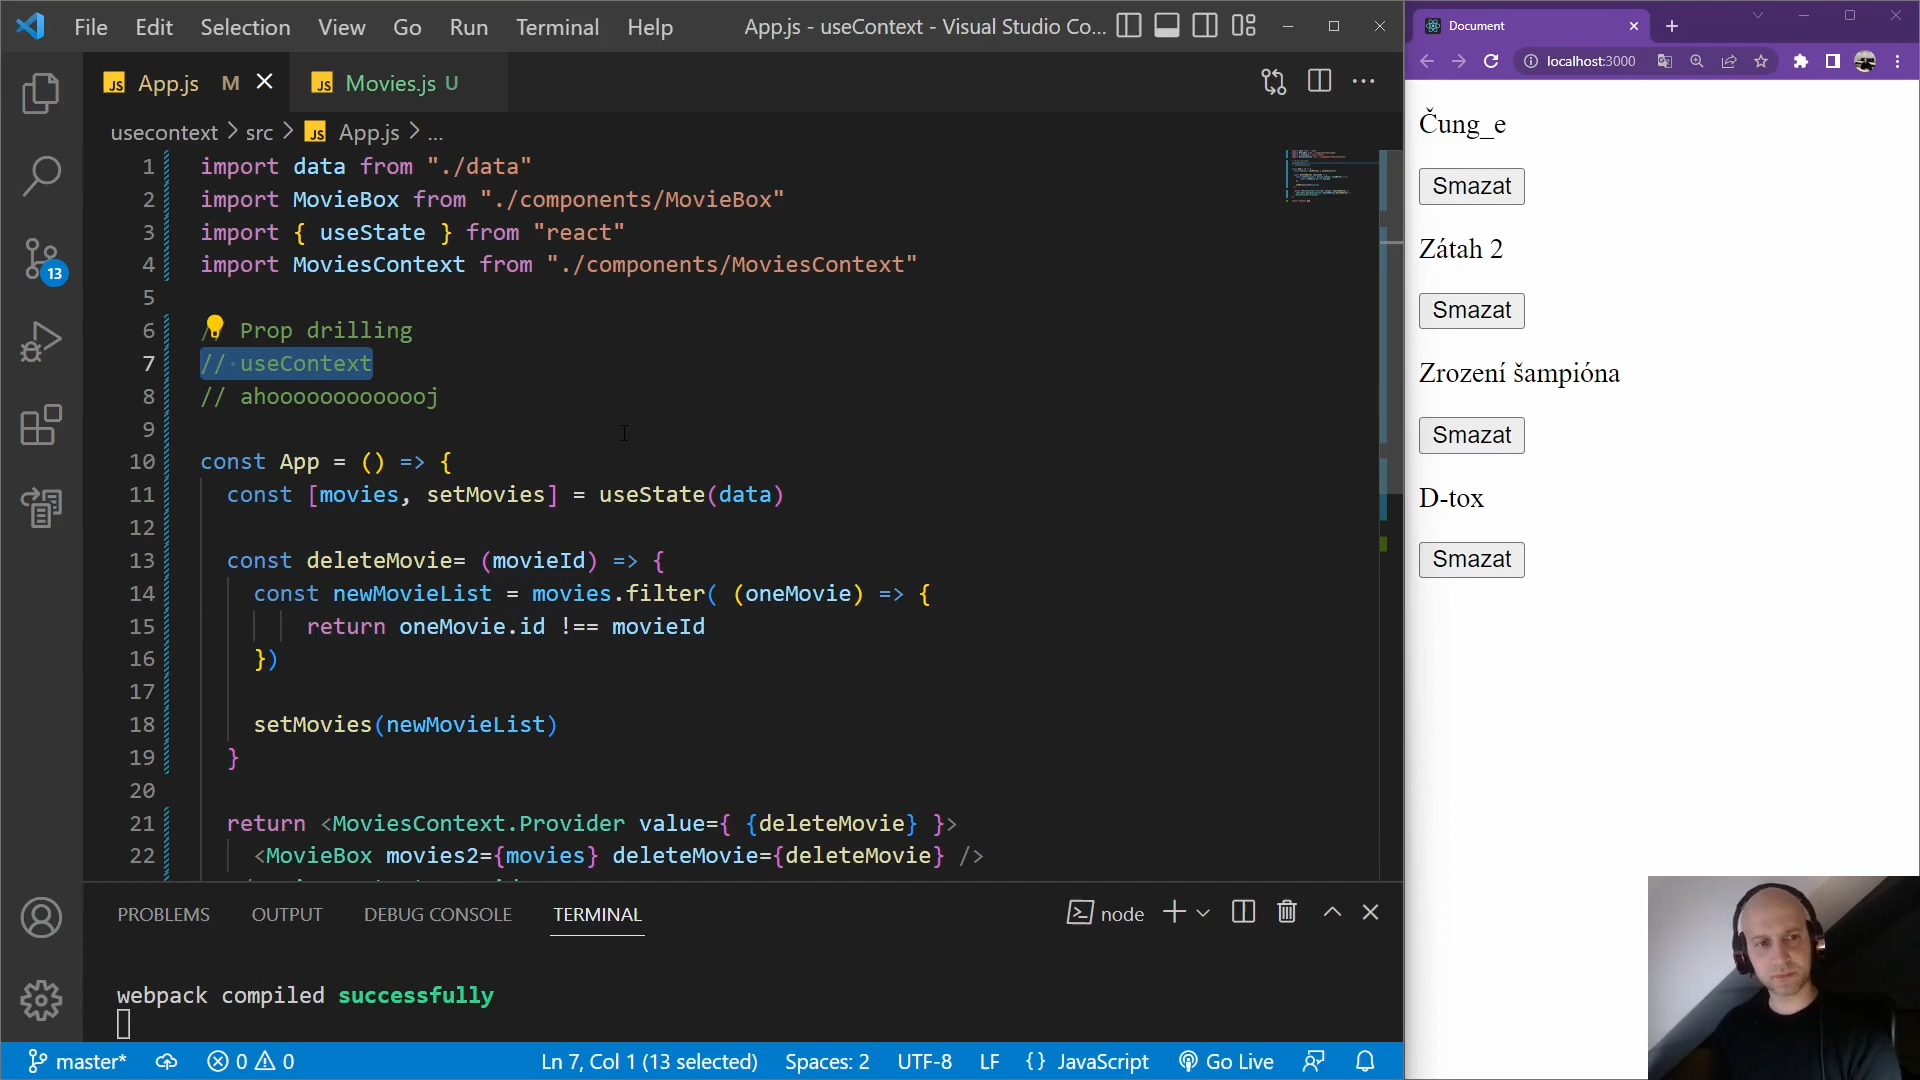 File Edit Selection View Go Run Terminal Help App.js - useContext - Visual Studio Co...
App.js M
Movies.js U
usecontext > src > App.js > ...
1 import data from "./data"
2 import MovieBox from "./components/MovieBox"
3 import { useState } from "react"
4 import MoviesContext from "./components/MoviesContext"
5
6 // Prop drilling
7 // useContext
8 // ahoooooooooooj
9
10 const App = () => {
11 const [movies, setMovies] = useState(data)
12
13 const deleteMovie= (movieId) => {
14 const newMovieList = movies.filter( (oneMovie) => {
15 return oneMovie.id !== movieId
16 })
17
18 setMovies(newMovieList)
19 }
20
21 return <MoviesContext.Provider value={ {deleteMovie} }>
22 <MovieBox movies2={movies} deleteMovie={deleteMovie} />
13
PROBLEMS OUTPUT DEBUG CONSOLE TERMINAL node
webpack compiled successfully
master* 0 0 Ln 7, Col 1 (13 selected) Spaces: 2 UTF-8 LF {} JavaScript Go Live
Document
localhost:3000
Čung_e
Smazat
Zátah 2
Smazat
Zrození šampióna
Smazat
D-tox
Smazat